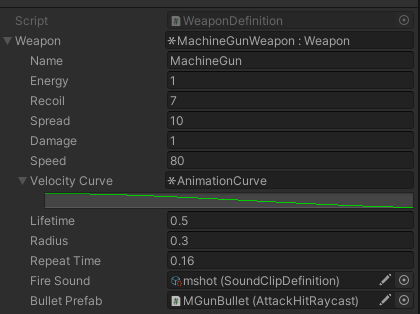 Script WeaponDefinition
Weapon *MachineGunWeapon : Weapon
Name MachineGun
Energy 1
Recoil 7
Spread 10
Damage 1
Speed 80
Velocity Curve *AnimationCurve
Lifetime 0.5
Radius 0.3
Repeat Time 0.16
Fire Sound mshot (SoundClipDefinition)
Bullet Prefab MGunBullet (AttackHitRaycast)